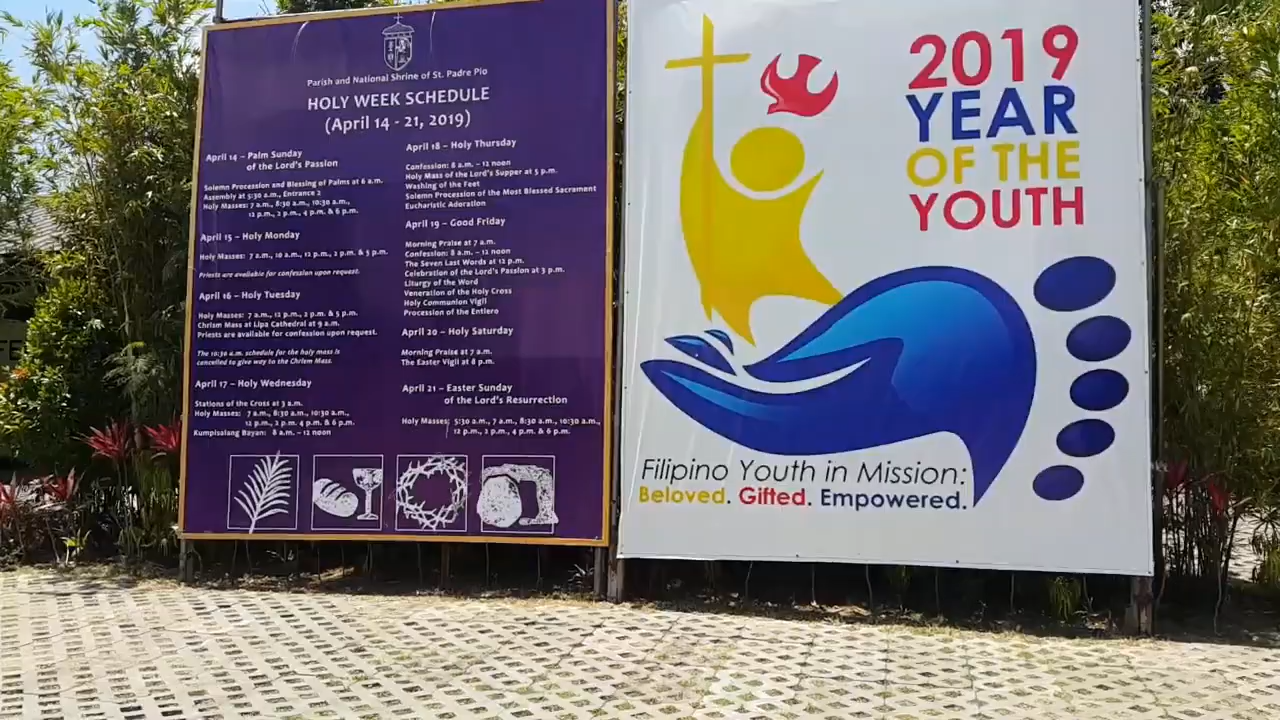 Parish and National Shrine of St. Padre Pio
HOLY WEEK SCHEDULE
(April 14 - 21, 2019)
April 14 – Palm Sunday
of the Lord's Passion
Solemn Procession and Blessing of Palms at 6 a.m.
Assembly at 5:30 a.m., Entrance 2
Holy Masses: 7 a.m., 8:30 a.m., 10:30 a.m.,
12 p.m., 2 p.m., 4 p.m. & 6 p.m.
April 15 – Holy Monday
Holy Masses: 7 a.m., 10 a.m., 12 p.m., 2 p.m. & 5 p.m.
Priests are available for confession upon request.
April 16 – Holy Tuesday
Holy Masses: 7 a.m., 12 p.m., 2 p.m. & 5 p.m.
Chrism Mass at Lipa Cathedral at 9 a.m.
Priests are available for confession upon request.
The 10:30 a.m. schedule for the holy mass is
cancelled to give way to the Chrism Mass.
April 17 – Holy Wednesday
Stations of the Cross at 3 a.m.
Holy Masses: 7 a.m., 8:30 a.m., 10:30 a.m.,
12 p.m., 2 p.m. 4 p.m. & 6 p.m.
Kumpisalang Bayan: 8 a.m. – 12 noon
April 18 – Holy Thursday
Confession: 8 a.m. – 12 noon
Holy Mass of the Lord's Supper at 5 p.m.
Washing of the Feet
Solemn Procession of the Most Blessed Sacrament
Eucharistic Adoration
April 19 – Good Friday
Morning Praise at 7 a.m.
Confession: 8 a.m. – 12 noon
The Seven Last Words at 12 p.m.
Celebration of the Lord's Passion at 3 p.m.
Liturgy of the Word
Veneration of the Holy Cross
Holy Communion Vigil
Procession of the Entiero
April 20 – Holy Saturday
Morning Praise at 7 a.m.
The Easter Vigil at 8 p.m.
April 21 – Easter Sunday
of the Lord's Resurrection
Holy Masses: 5:30 a.m., 7 a.m., 8:30 a.m., 10:30 a.m.,
12 p.m., 2 p.m., 4 p.m. & 6 p.m.
2019
YEAR
OF THE
YOUTH
Filipino Youth in Mission:
Beloved. Gifted. Empowered.